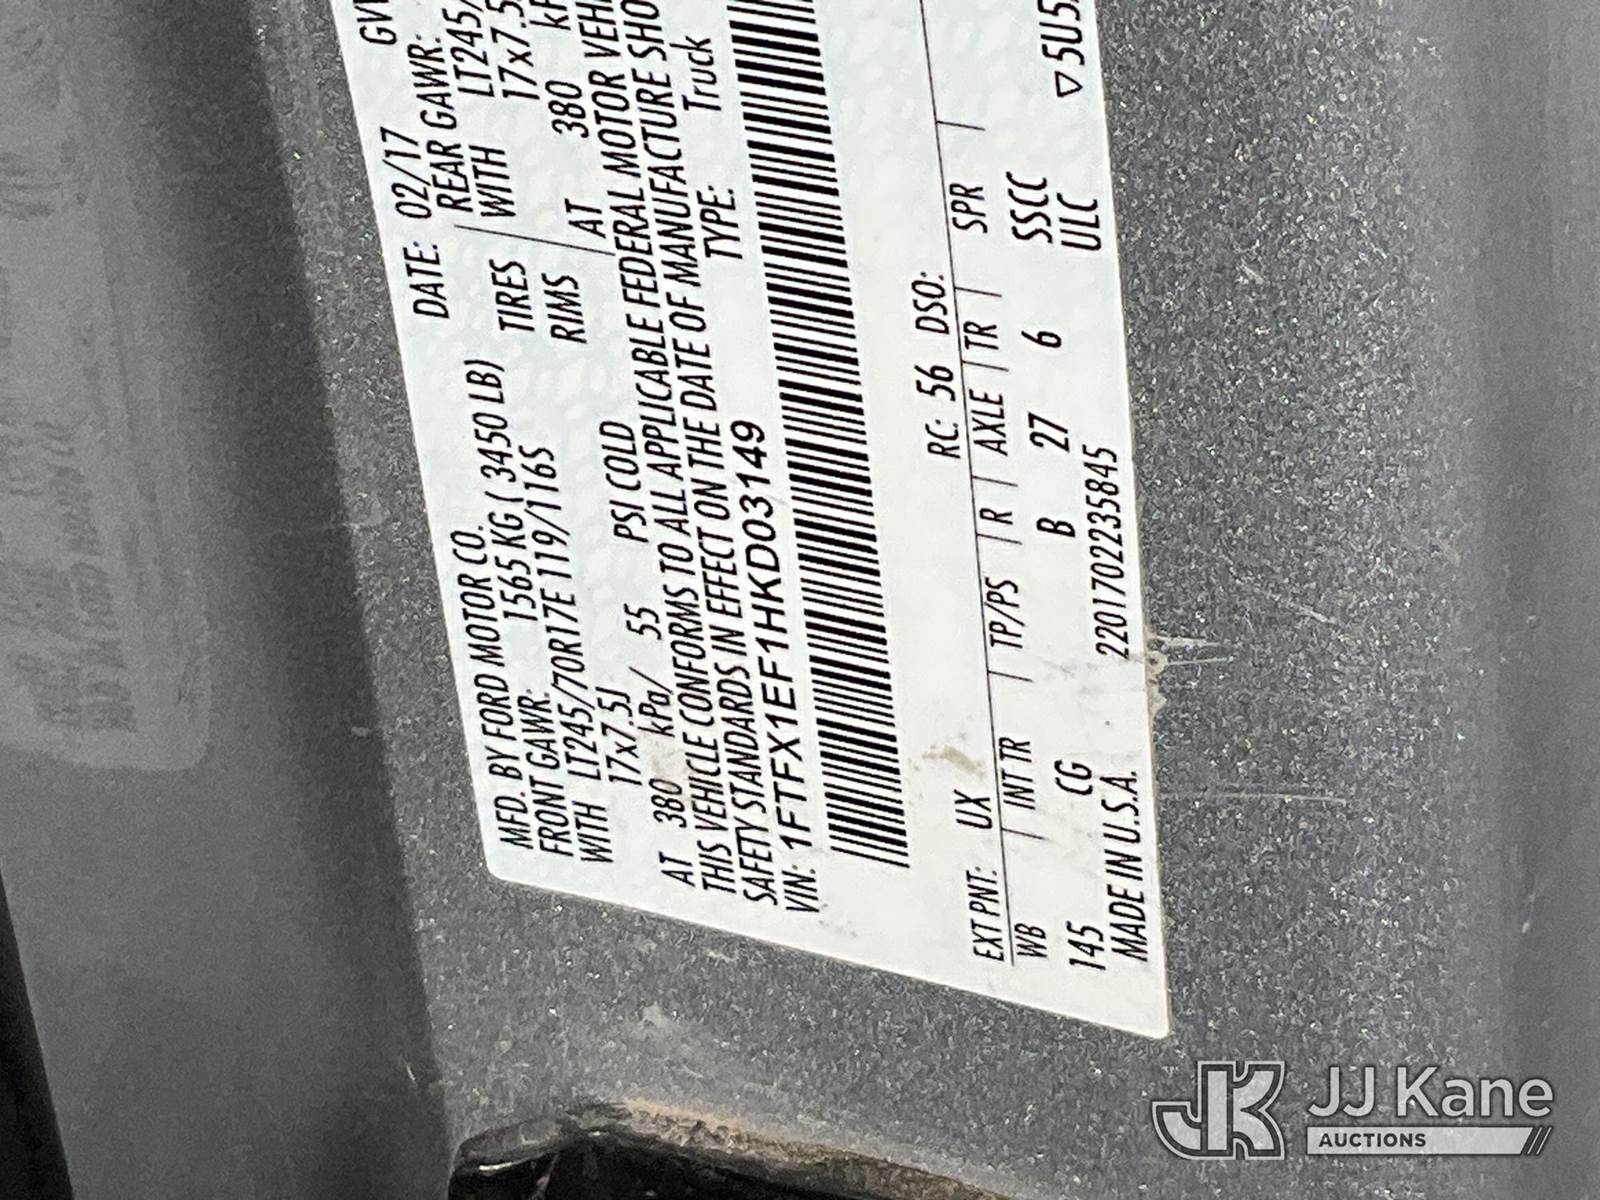 MFD. BY FORD MOTOR CO.
DATE: 02/17
FRONT GAWR: 1565 KG ( 3450 LB)
REAR GAWR:
WITH LT245/70R17E 119/116S TIRES WITH LT245/
17x7.5J RIMS 17x7.5
AT 380 kPa/ 55 PSI COLD AT 380
THIS VEHICLE CONFORMS TO ALL APPLICABLE FEDERAL MOTOR
SAFETY STANDARDS IN EFFECT ON THE DATE OF MANUFACTURE
VIN: 1FTFX1EF1HKD03149 TYPE: Truck
EXT PNT: UX RC: 56 DSO:
WB INT TR TP/PS R AXLE TR SPR
145 CG B 27 6 SSCC
MADE IN U.S.A. 2201702235845 ULC
JK JJ Kane
AUCTIONS